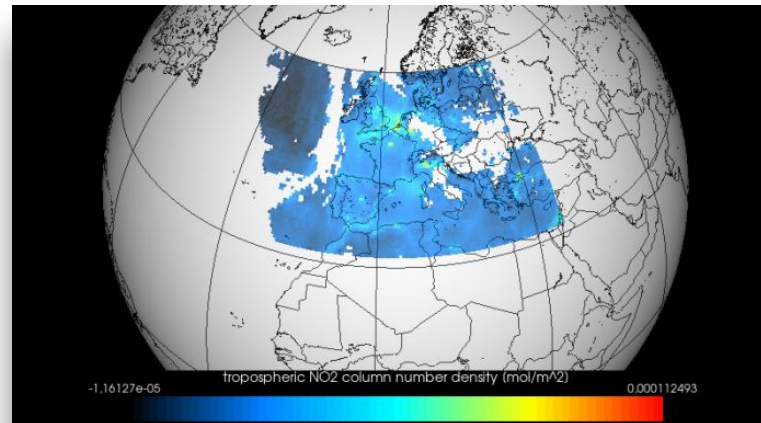 tropospheric NO2 column number density [mol/m^2]
-1,16127e-05 0,000112493